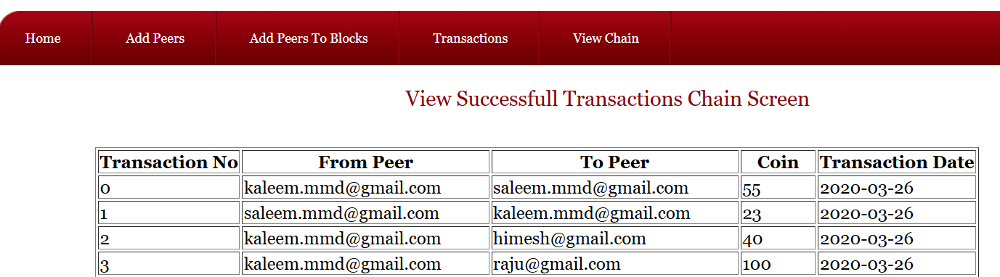 Home Add Peers Add Peers To Blocks Transactions View Chain
View Successfull Transactions Chain Screen
Transaction No From Peer To Peer Coin Transaction Date
0 kaleem.mmd@gmail.com saleem.mmd@gmail.com 55 2020-03-26
1 saleem.mmd@gmail.com kaleem.mmd@gmail.com 23 2020-03-26
2 kaleem.mmd@gmail.com himesh@gmail.com 40 2020-03-26
3 kaleem.mmd@gmail.com raju@gmail.com 100 2020-03-26